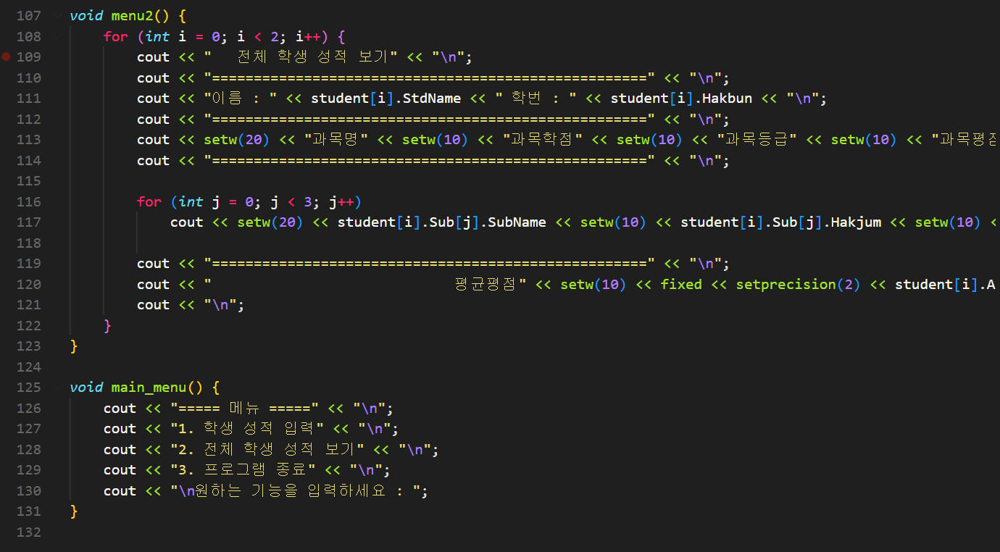 107 void menu2() {
108     for (int i = 0; i < 2; i++) {
109         cout << "   전체 학생 성적 보기" << "\n";
110         cout << "====================================================" << "\n";
111         cout << "이름 : " << student[i].StdName << " 학번 : " << student[i].Hakbun << "\n";
112         cout << "====================================================" << "\n";
113         cout << setw(20) << "과목명" << setw(10) << "과목학점" << setw(10) << "과목등급" << setw(10) << "과목평점
114         cout << "====================================================" << "\n";
115
116         for (int j = 0; j < 3; j++)
117             cout << setw(20) << student[i].Sub[j].SubName << setw(10) << student[i].Sub[j].Hakjum << setw(10) <
118
119         cout << "====================================================" << "\n";
120         cout << "                             평균평점" << setw(10) << fixed << setprecision(2) << student[i].A
121         cout << "\n";
122     }
123 }
124
125 void main_menu() {
126     cout << "===== 메뉴 =====" << "\n";
127     cout << "1. 학생 성적 입력" << "\n";
128     cout << "2. 전체 학생 성적 보기" << "\n";
129     cout << "3. 프로그램 종료" << "\n";
130     cout << "\n원하는 기능을 입력하세요 : ";
131 }
132